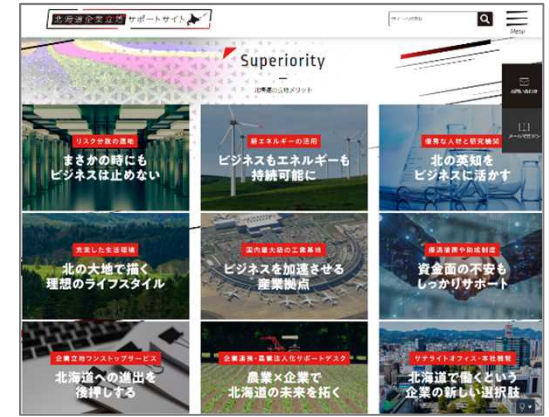 北海道企業立地サポートサイト
Menu
Superiority
北海道の立地メリット
お問い合わせ
メールマガジン
リスク分散の適地
まさかの時にも
ビジネスは止めない
新エネルギーの活用
ビジネスもエネルギーも
持続可能に
優秀な人材と研究機関
北の英知を
ビジネスに活かす
充実した生活環境
北の大地で描く
理想のライフスタイル
国内最大級の工業基地
ビジネスを加速させる
産業拠点
優遇措置や助成制度
資金面の不安も
しっかりサポート
企業立地ワンストップサービス
北海道への進出を
後押しする
企業連携・農業法人化サポートデスク
農業×企業で
北海道の未来を拓く
サテライトオフィス・本社機能
北海道で働くという
企業の新しい選択肢